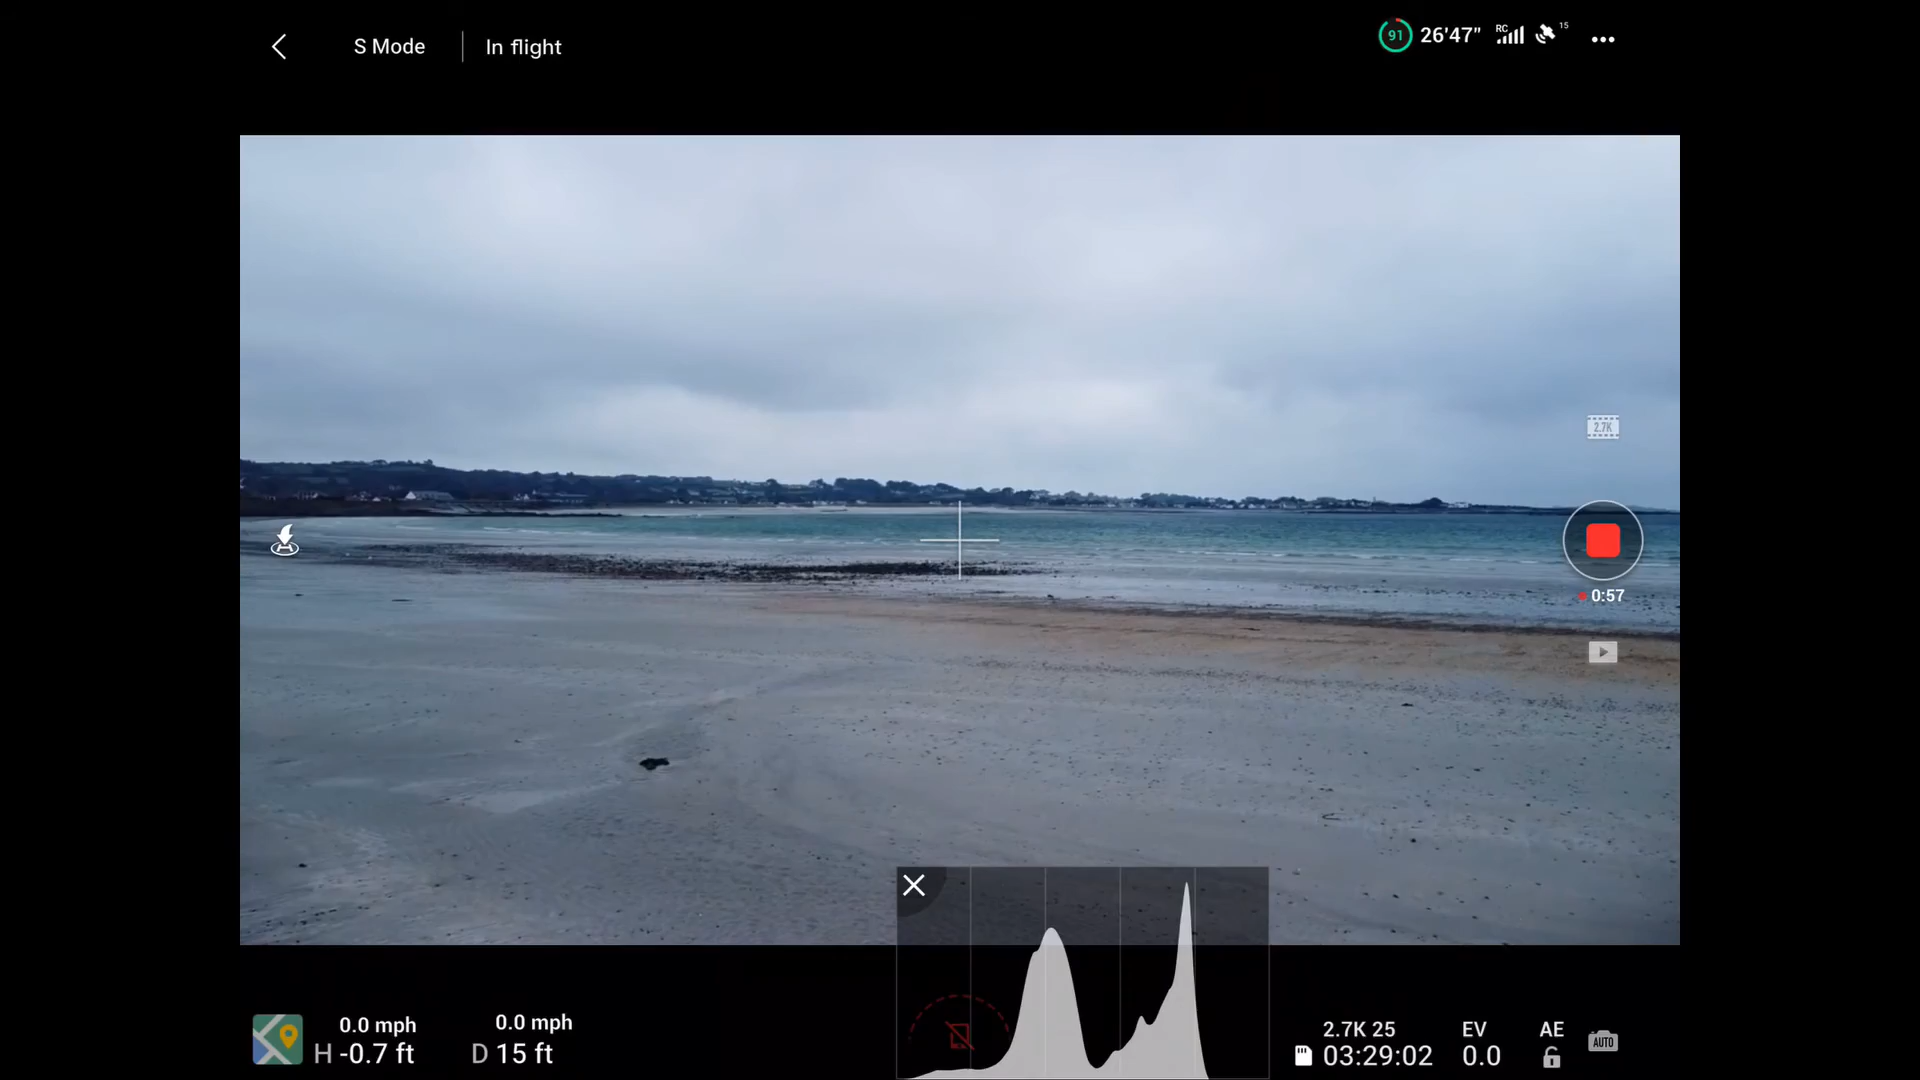 S Mode
In flight
91
26'47"
RC
15
2.7K
0:57
0.0 mph
0.0 mph
H -0.7 ft
D 15 ft
2.7K 25
EV
AE
03:29:02
0.0
AUTO